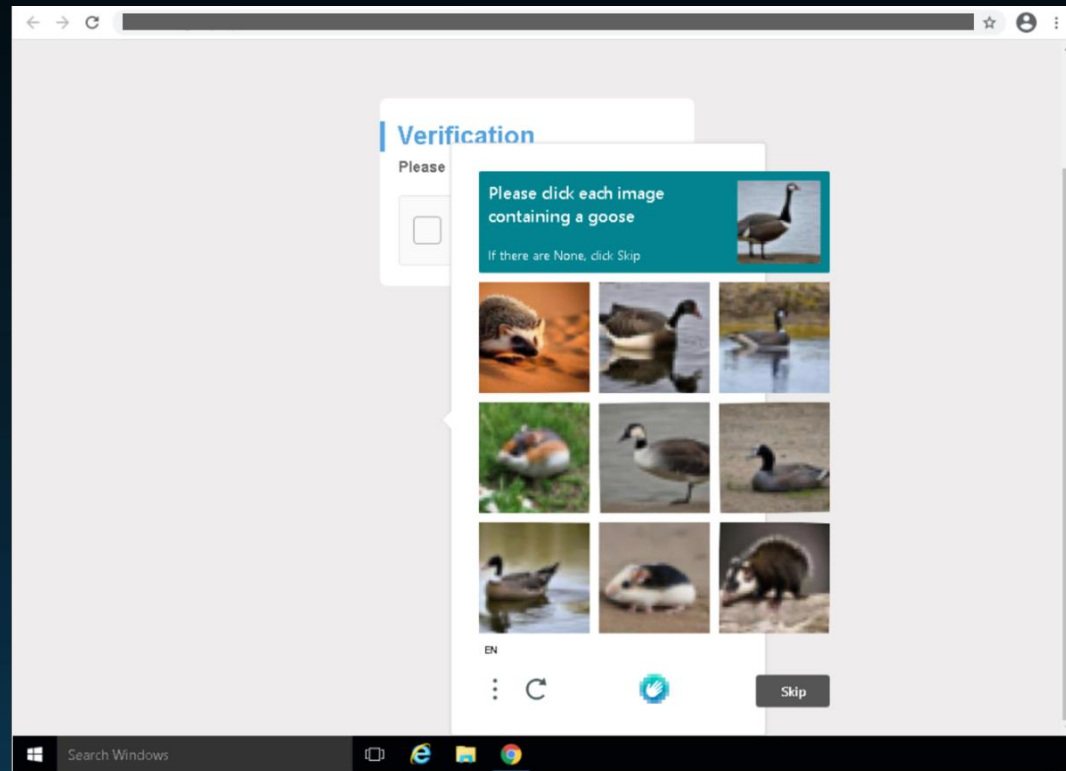 Verification
Please
Please click each image
containing a goose
If there are None, click Skip
EN
Skip
Search Windows